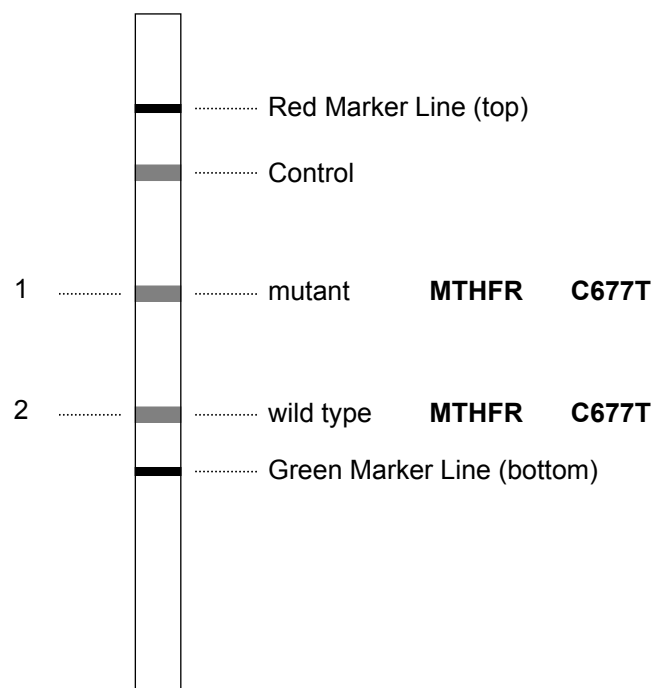 Red Marker Line (top)
Control
1 mutant MTHFR C677T
2 wild type MTHFR C677T
Green Marker Line (bottom)